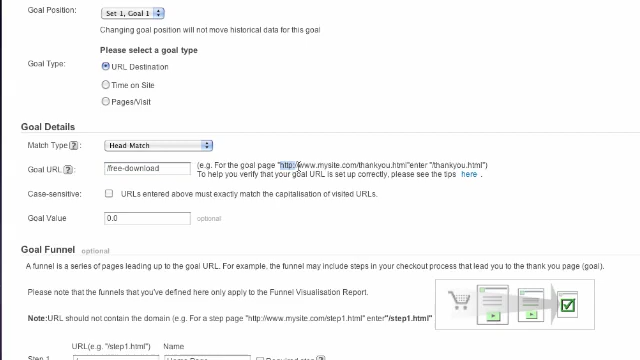 Goal Position: Set 1, Goal 1
Changing goal position will not move historical data for this goal
Please select a goal type
Goal Type: URL Destination
Time on Site
Pages/Visit
Goal Details
Match Type ?: Head Match
Goal URL ?: /free-download (e.g. For the goal page "http://www.mysite.com/thankyou.html"enter "/thankyou.html")
To help you verify that your goal URL is set up correctly, please see the tips here .
Case-sensitive: URLs entered above must exactly match the capitalisation of visited URLs.
Goal Value 0.0 optional
Goal Funnel optional
A funnel is a series of pages leading up to the goal URL. For example, the funnel may include steps in your checkout process that lead you to the thank you page (goal).
Please note that the funnels that you've defined here only apply to the Funnel Visualisation Report.
Note:URL should not contain the domain (e.g. For a step page "http://www.mysite.com/step1.html" enter"/step1.html"
URL(e.g. "/step1.html") Name
Step 1 / Home Page Required step ?